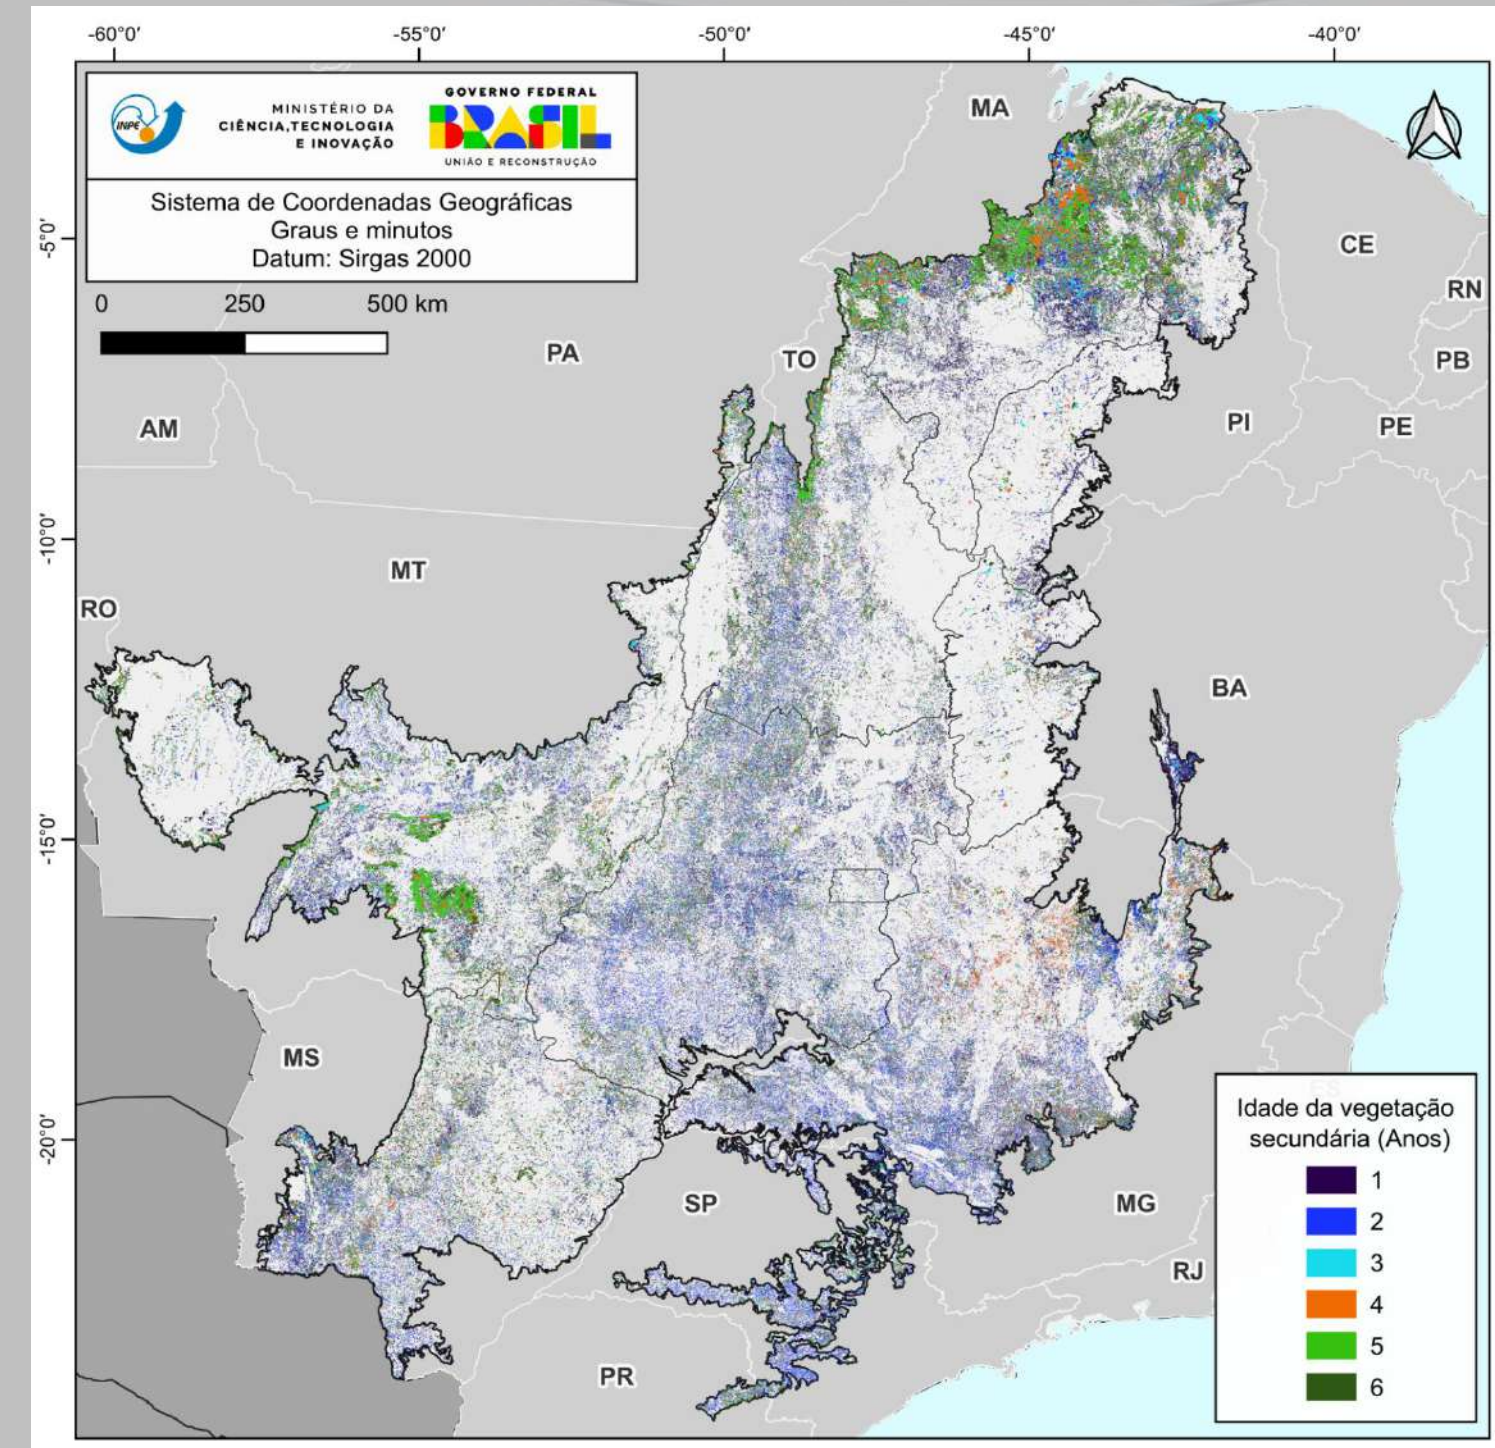 -60°0′ -55°0′ -50°0′ -45°0′ -40°0′
INPE
MINISTÉRIO DA
CIÊNCIA,TECNOLOGIA
E INOVAÇÃO
GOVERNO FEDERAL
BRASIL
UNIÃO E RECONSTRUÇÃO
Sistema de Coordenadas Geográficas
Graus e minutos
Datum: Sirgas 2000
0 250 500 km
MA
-5°0′
CE
RN
PA
TO
PB
PI
PE
AM
-10°0′
MT
RO
BA
-15°0′
MS
ES
-20°0′
SP
MG
RJ
PR
Idade da vegetação
secundária (Anos)
1
2
3
4
5
6